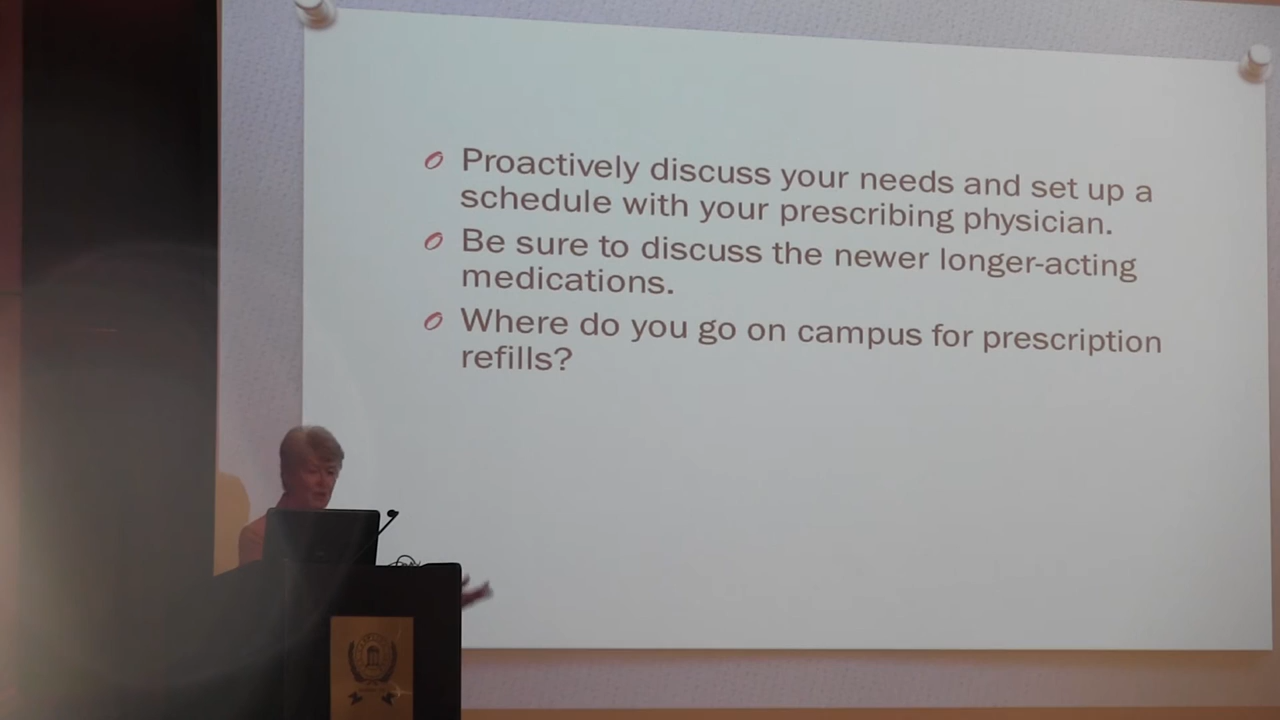 Proactively discuss your needs and set up a
schedule with your prescribing physician.
Be sure to discuss the newer longer-acting
medications.
Where do you go on campus for prescription
refills?